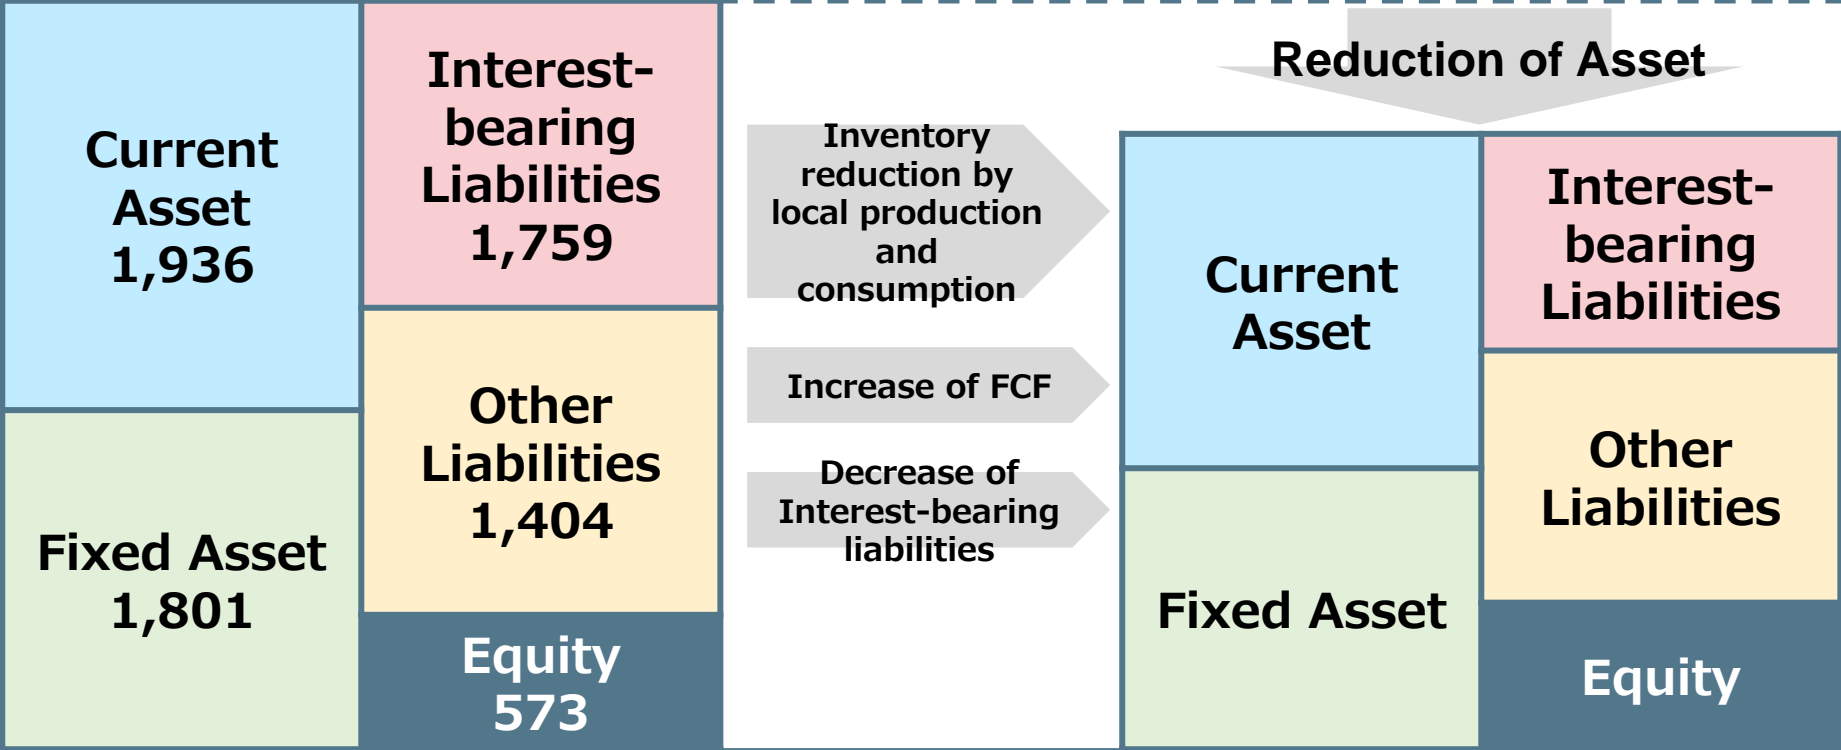 Current
Asset
1,936
Fixed Asset
1,801
Interest-
bearing
Liabilities
1,759
Other
Liabilities
1,404
Equity
573
Inventory
reduction by
local production
and
consumption
Increase of FCF
Decrease of
Interest-bearing
liabilities
Reduction of Asset
Current
Asset
Fixed Asset
Interest-
bearing
Liabilities
Other
Liabilities
Equity